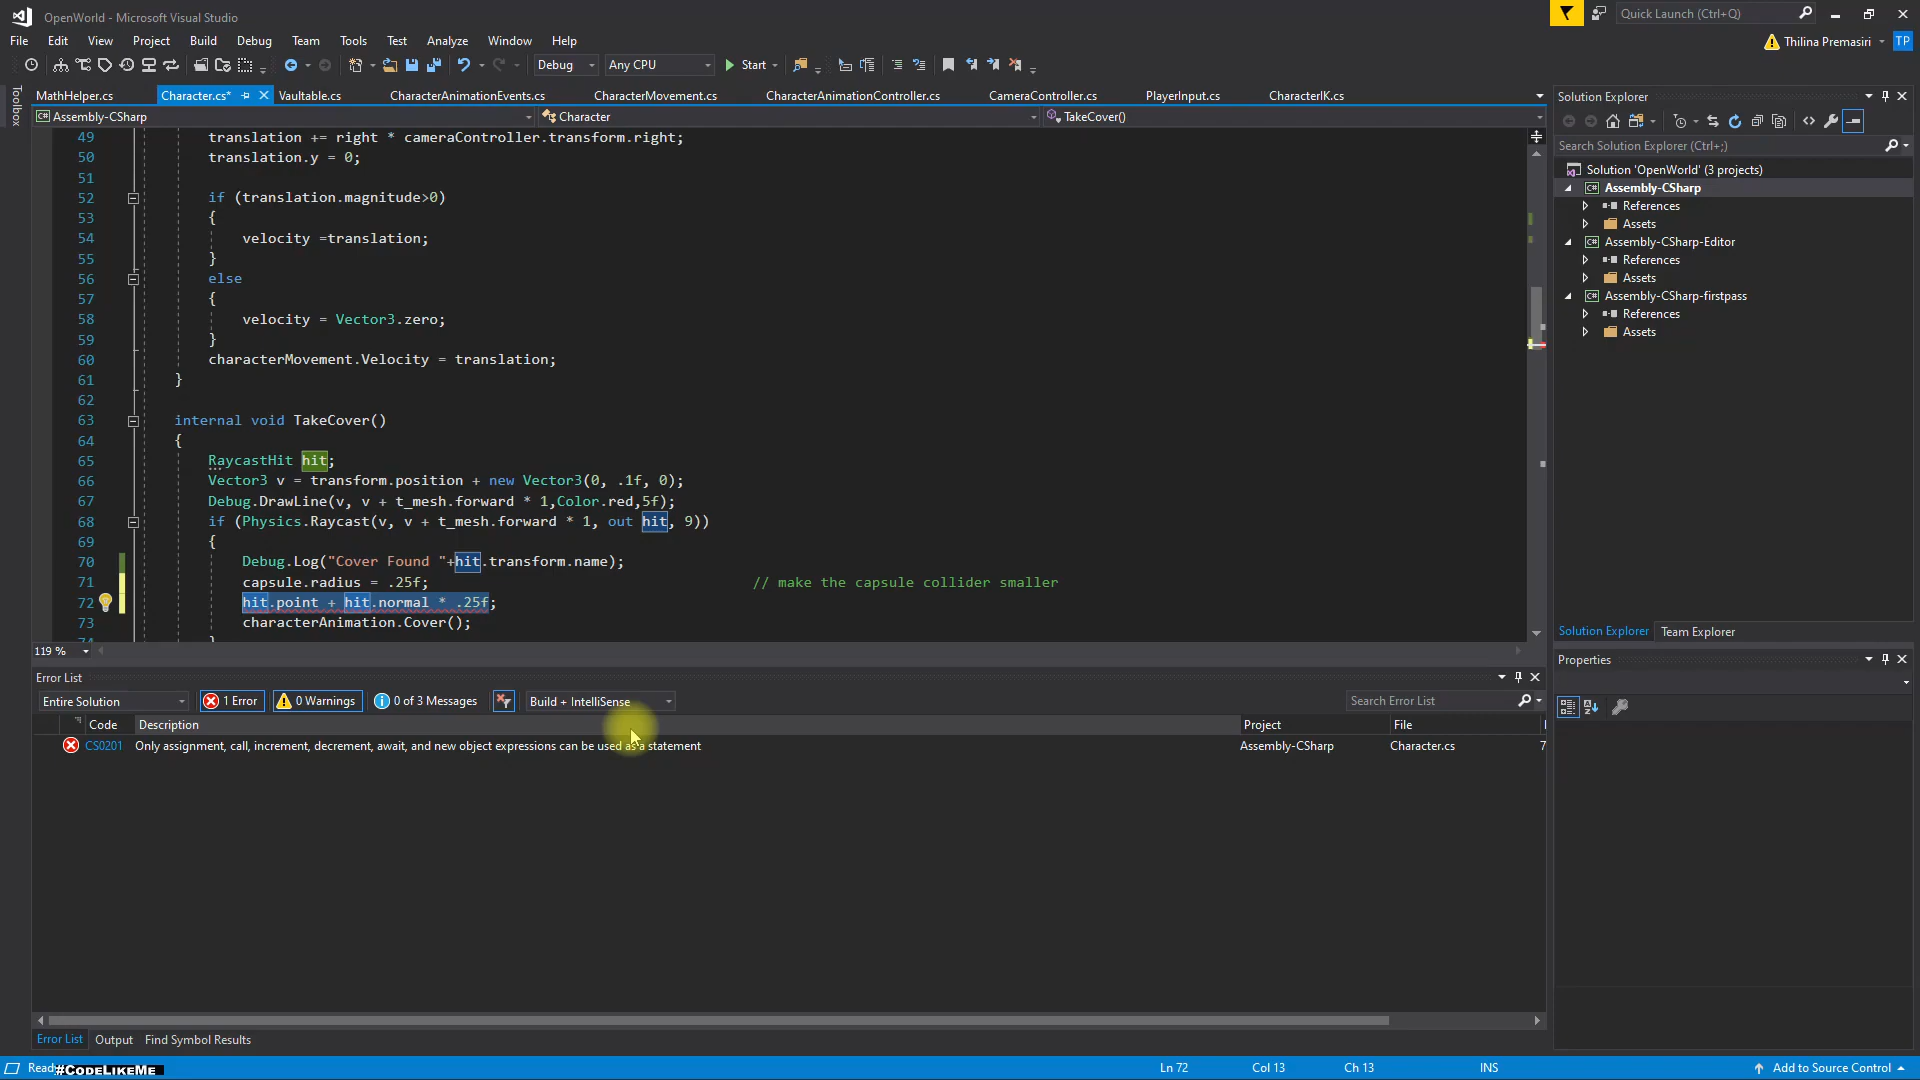 OpenWorld - Microsoft Visual Studio
Quick Launch (Ctrl+Q)
File Edit View Project Build Debug Team Tools Test Analyze Window Help
Thilina Premasiri TP
Debug Any CPU Start
Toolbox
MathHelper.cs Character.cs* Vaultable.cs CharacterAnimationEvents.cs CharacterMovement.cs CharacterAnimationController.cs CameraController.cs PlayerInput.cs CharacterIK.cs
Assembly-CSharp Character TakeCover()
49 translation += right * cameraController.transform.right;
50 translation.y = 0;
51
52 if (translation.magnitude>0)
53 {
54 velocity =translation;
55 }
56 else
57 {
58 velocity = Vector3.zero;
59 }
60 characterMovement.Velocity = translation;
61 }
62
63 internal void TakeCover()
64 {
65 RaycastHit hit;
66 Vector3 v = transform.position + new Vector3(0, .1f, 0);
67 Debug.DrawLine(v, v + t_mesh.forward * 1,Color.red,5f);
68 if (Physics.Raycast(v, v + t_mesh.forward * 1, out hit, 9))
69 {
70 Debug.Log("Cover Found "+hit.transform.name);
71 capsule.radius = .25f; // make the capsule collider smaller
72 hit.point + hit.normal * .25f;
73 characterAnimation.Cover();
74 }
119 %
Solution Explorer
Search Solution Explorer (Ctrl+;)
Solution 'OpenWorld' (3 projects)
Assembly-CSharp
References
Assets
Assembly-CSharp-Editor
References
Assets
Assembly-CSharp-firstpass
References
Assets
Solution Explorer Team Explorer
Properties
Error List
Entire Solution 1 Error 0 Warnings 0 of 3 Messages Build + IntelliSense Search Error List
Code Description Project File
CS0201 Only assignment, call, increment, decrement, await, and new object expressions can be used as a statement Assembly-CSharp Character.cs 7
Error List Output Find Symbol Results
Ready #CodeLikeMe Ln 72 Col 13 Ch 13 INS Add to Source Control